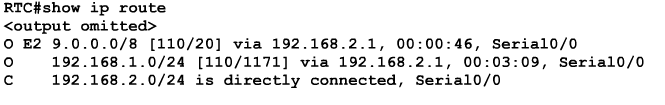 RTC#show ip route
<output omitted>
O E2 9.0.0.0/8 [110/20] via 192.168.2.1, 00:00:46, Serial0/0
O    192.168.1.0/24 [110/1171] via 192.168.2.1, 00:03:09, Serial0/0
C    192.168.2.0/24 is directly connected, Serial0/0